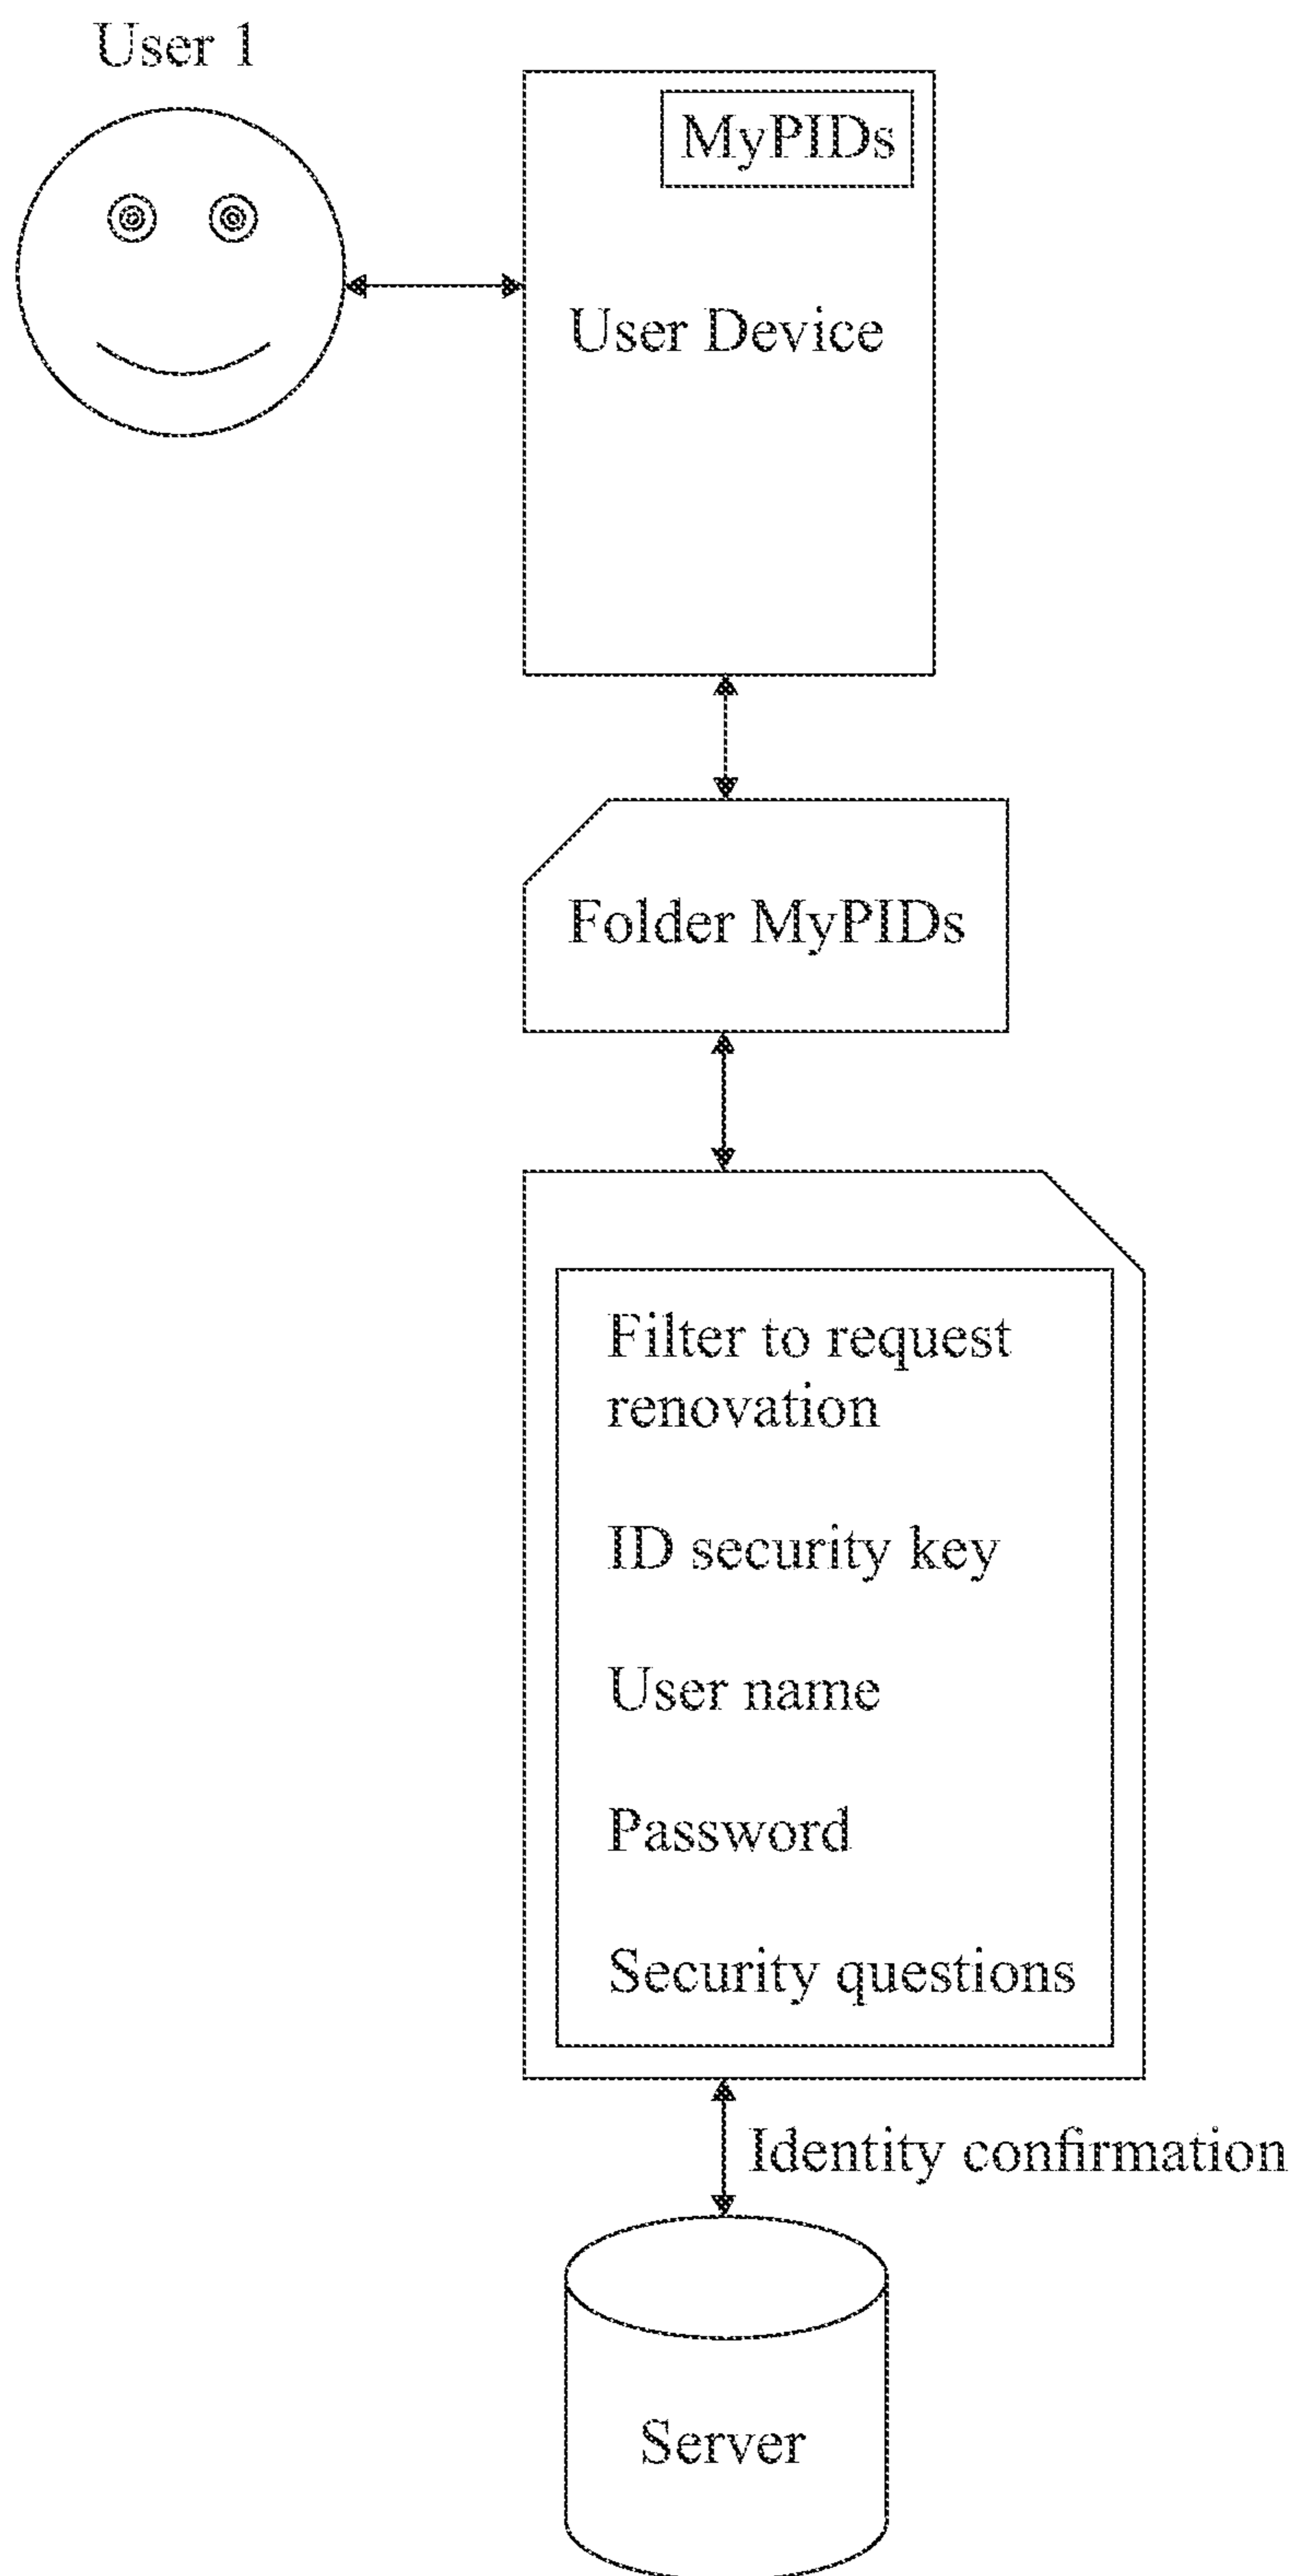 User 1
MyPIDs
User Device
Folder MyPIDs
Filter to request
renovation
ID security key
User name
Password
Security questions
Identity confirmation
Server